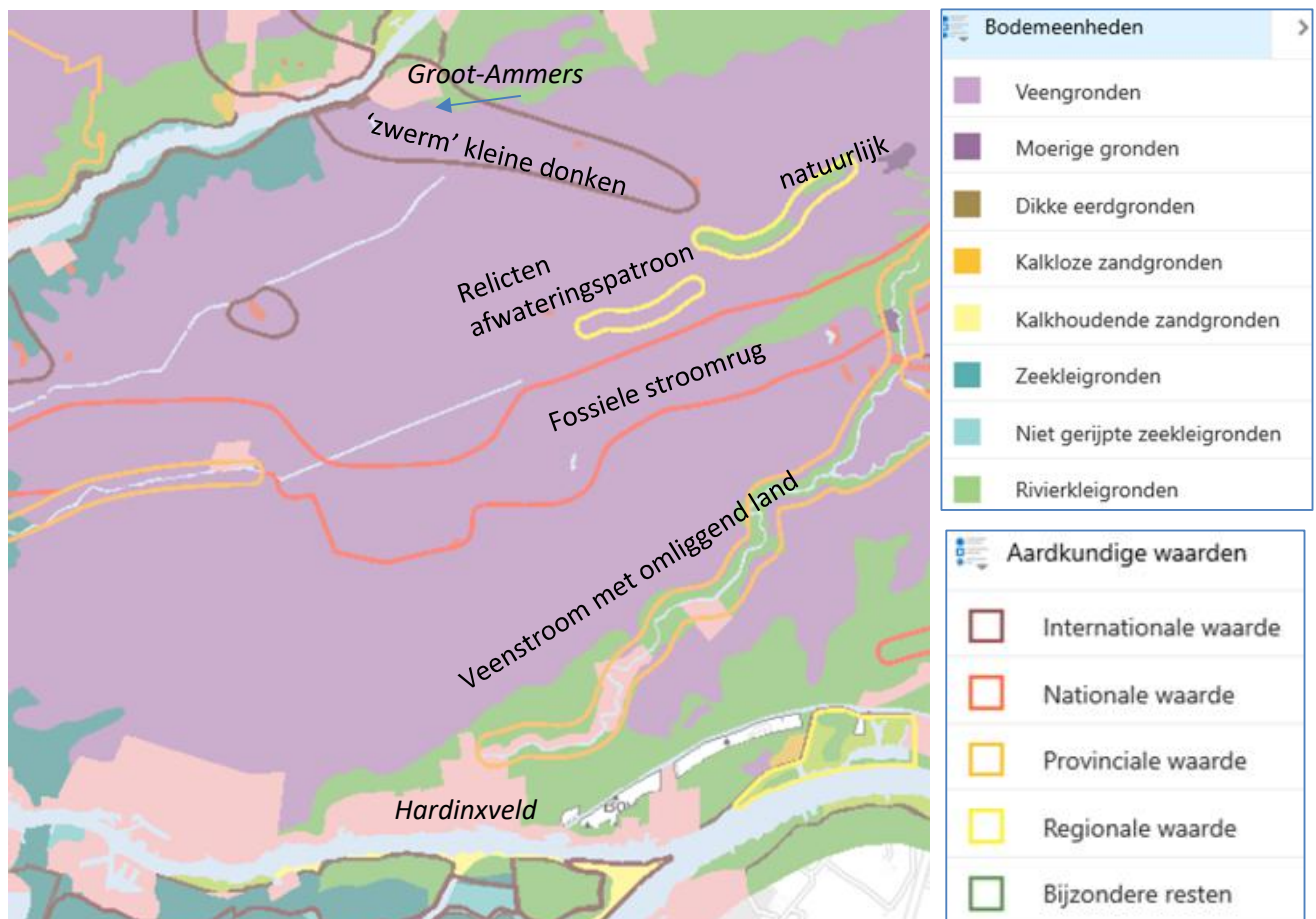 Groot-Ammers
'zwerm' kleine donken
natuurlijk
Relicten
afwateringspatroon
Fossiele stroomrug
Veenstroom met omliggend land
Hardinxveld
Bodemeenheden
Veengronden
Moerige gronden
Dikke eerdgronden
Kalkloze zandgronden
Kalkhoudende zandgronden
Zeekleigronden
Niet gerijpte zeekleigronden
Rivierkleigronden
Aardkundige waarden
Internationale waarde
Nationale waarde
Provinciale waarde
Regionale waarde
Bijzondere resten